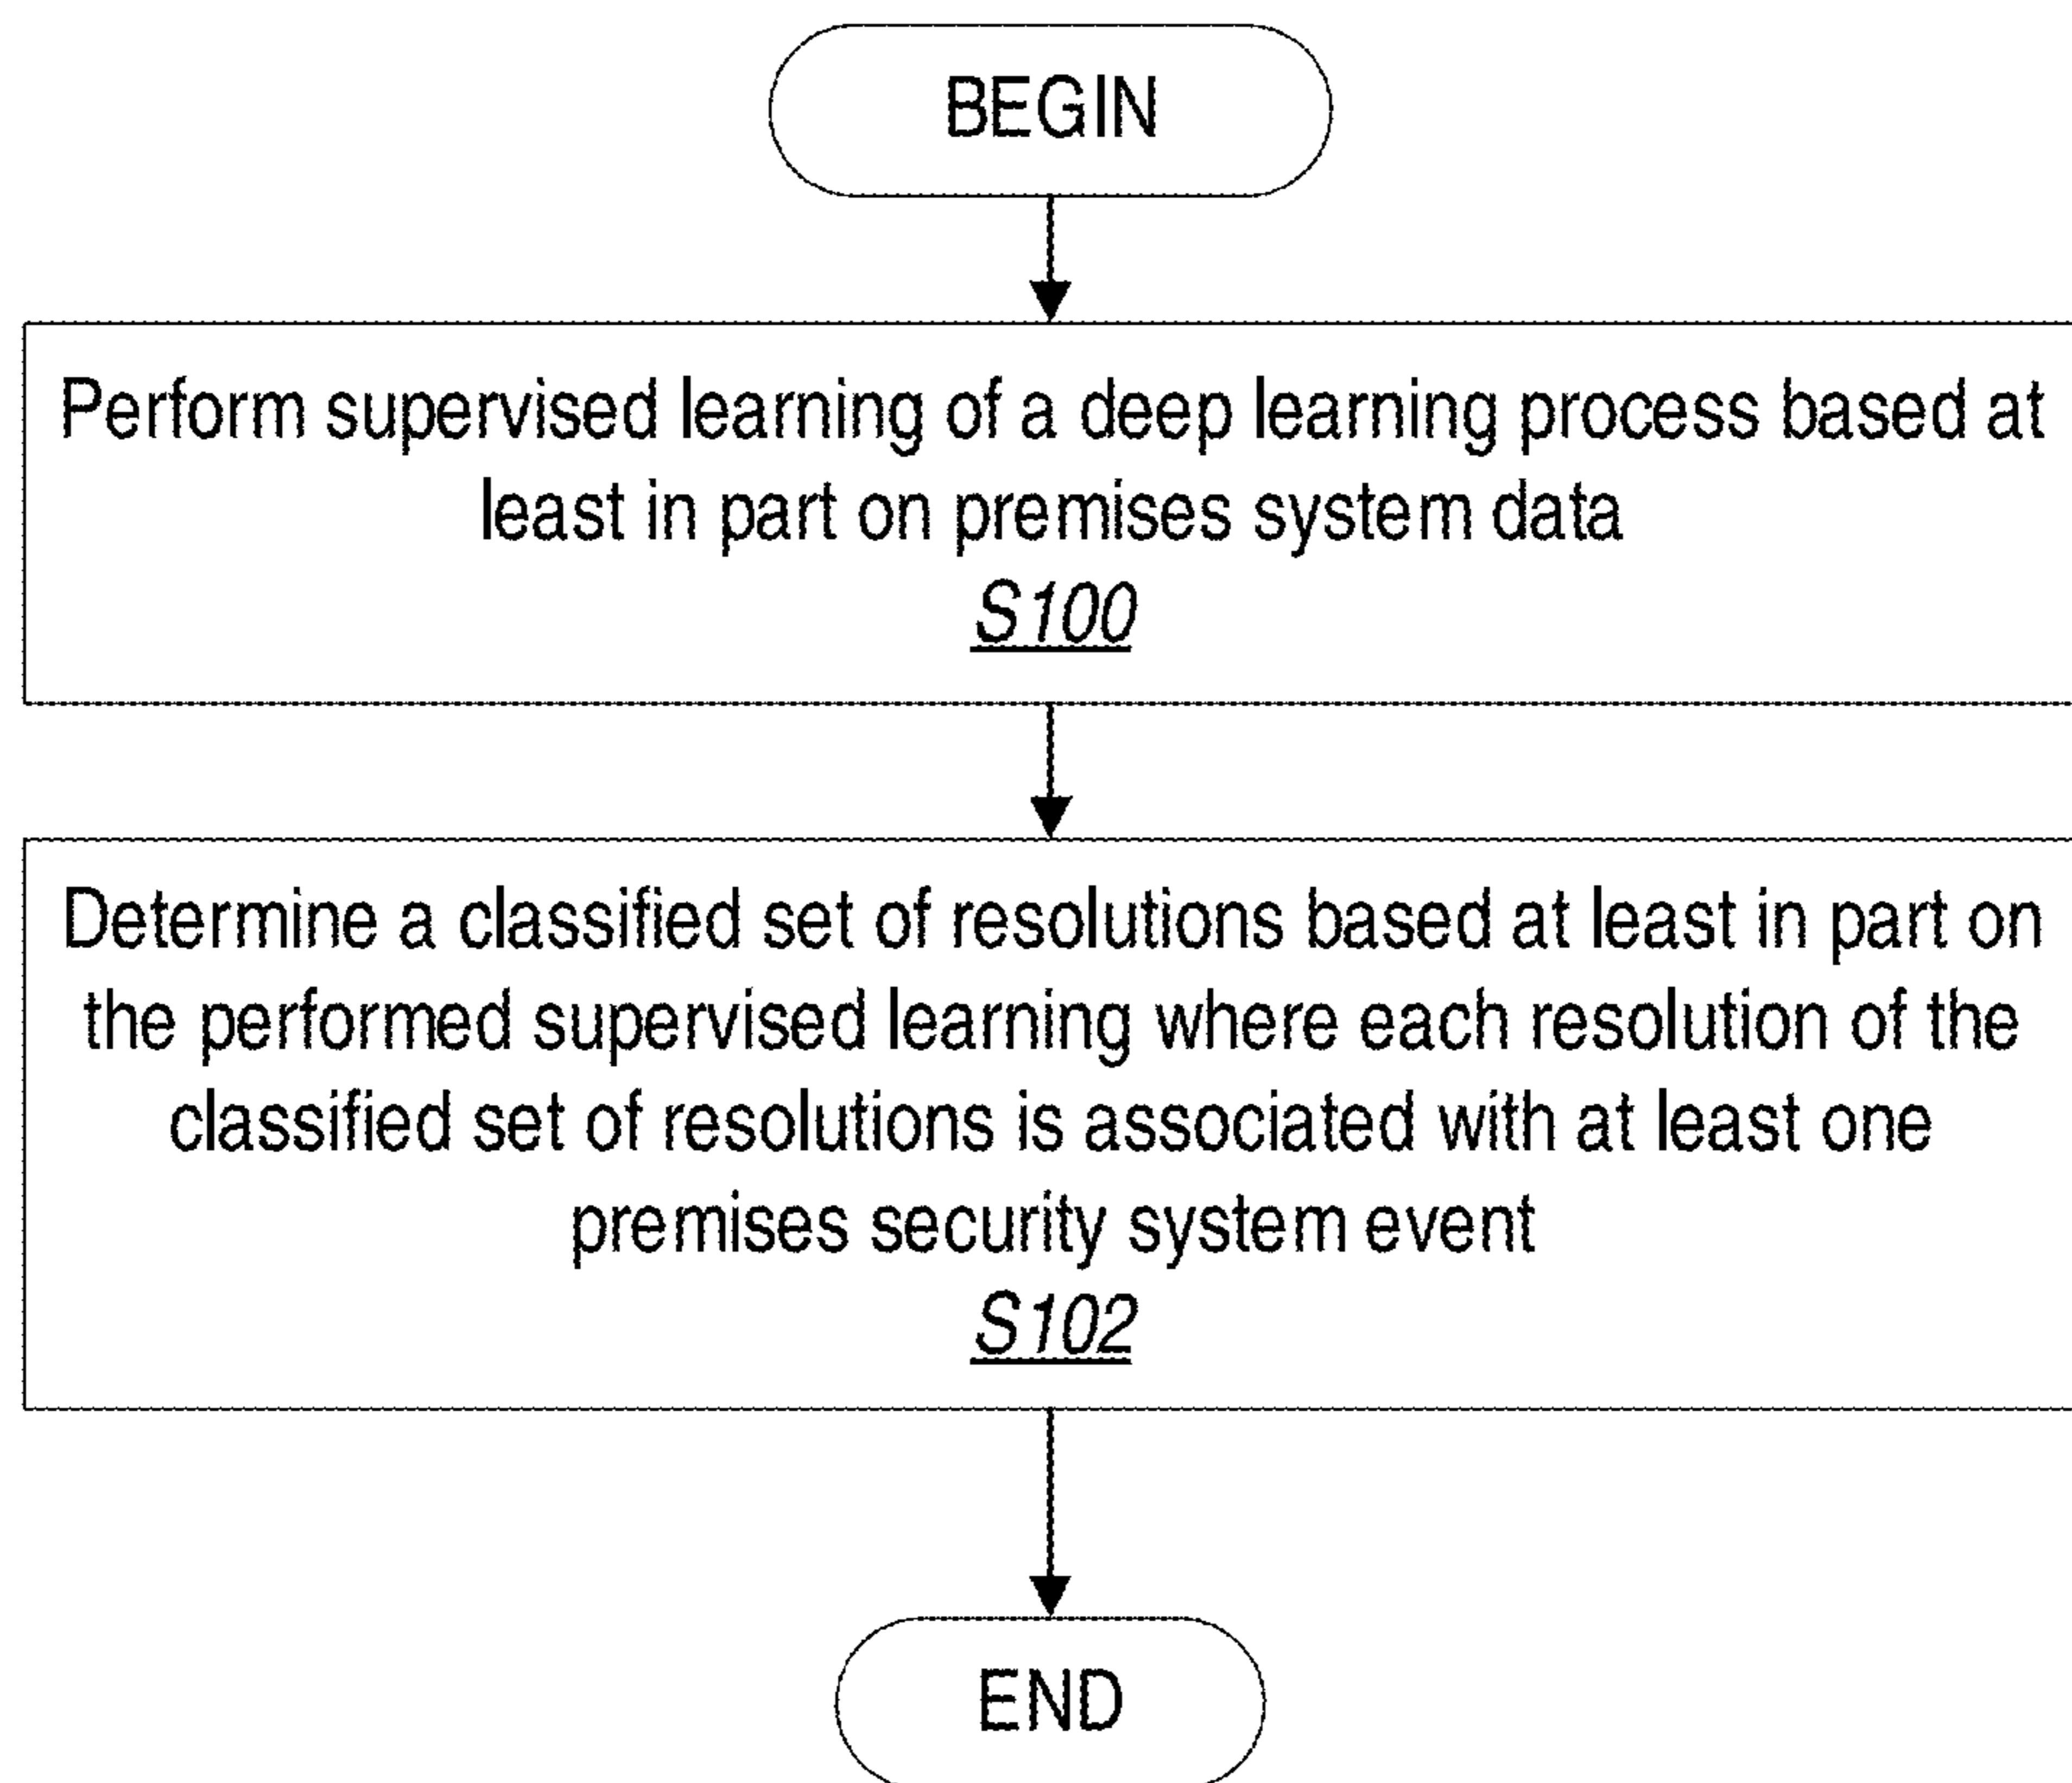 BEGIN
Perform supervised learning of a deep learning process based at
least in part on premises system data
S100
Determine a classified set of resolutions based at least in part on
the performed supervised learning where each resolution of the
classified set of resolutions is associated with at least one
premises security system event
S102
END